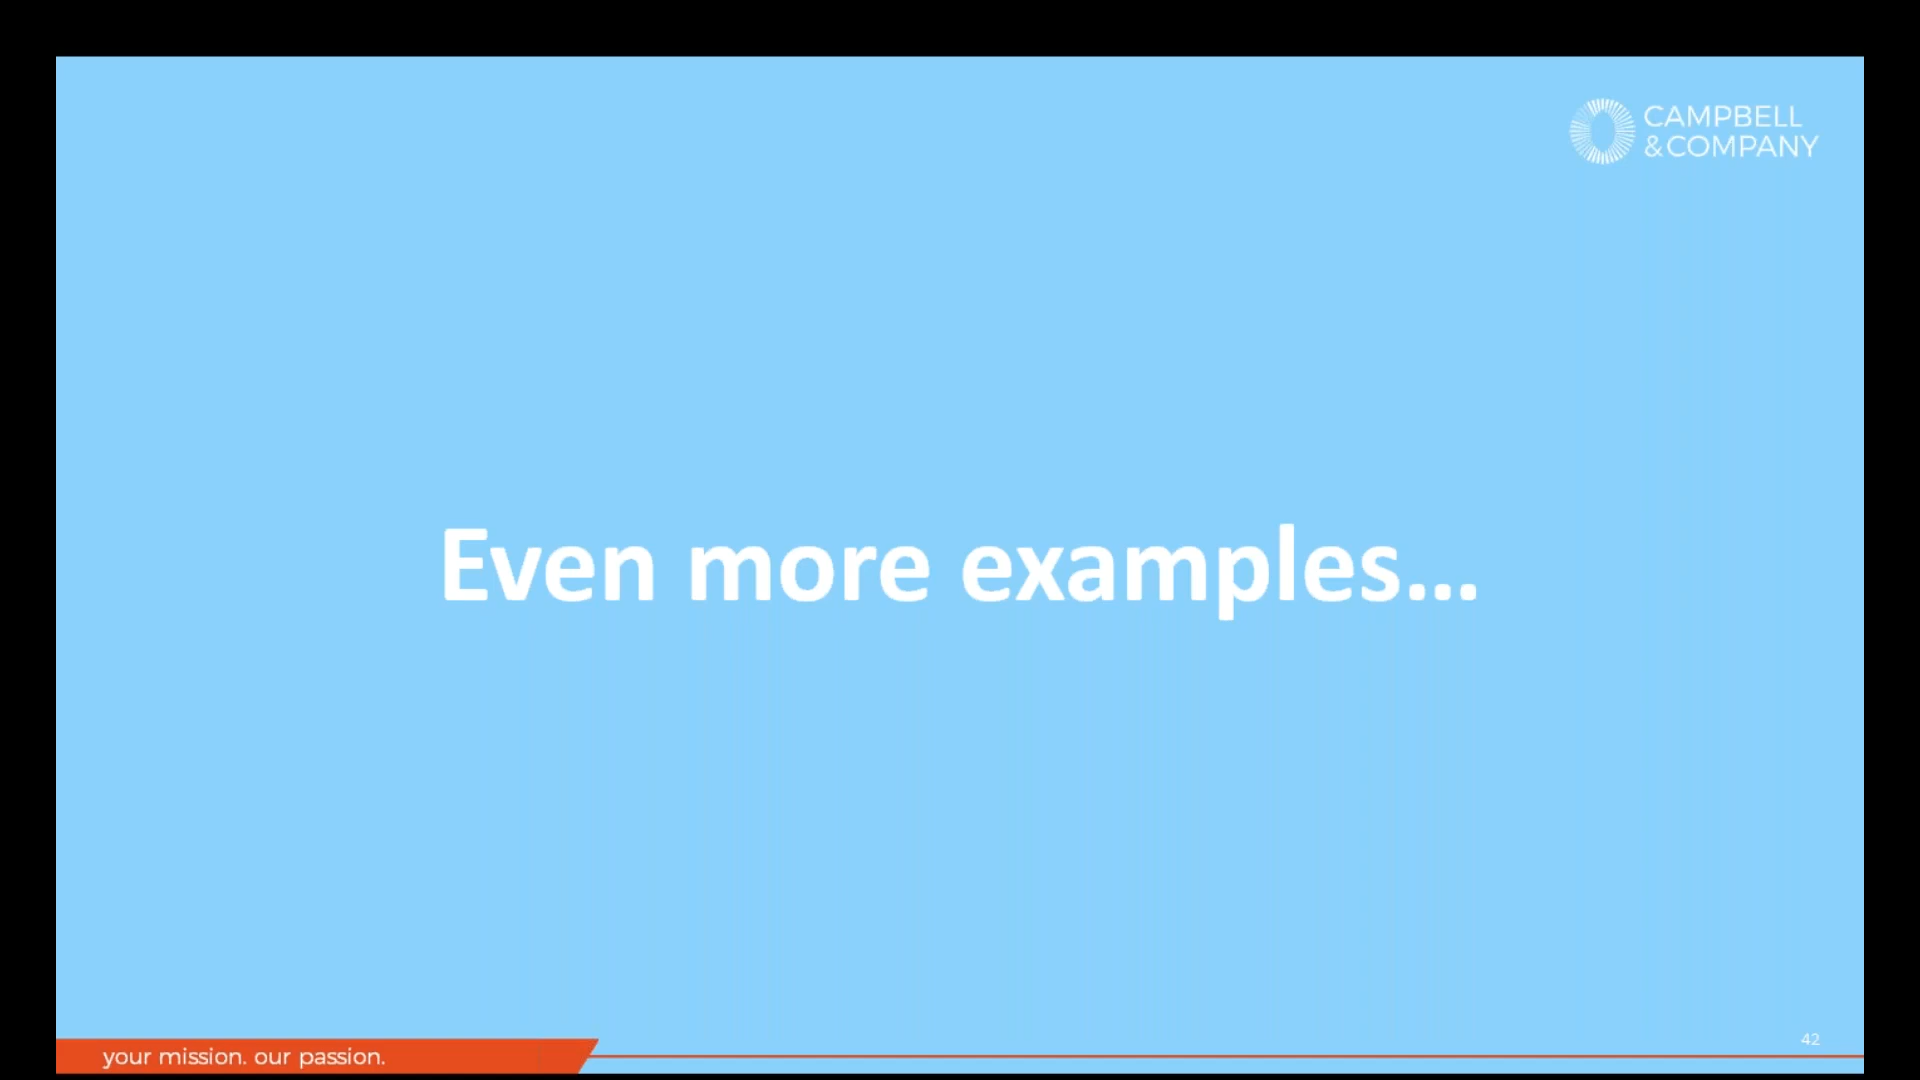 CAMPBELL
&COMPANY
Even more examples...
42
your mission. our passion.